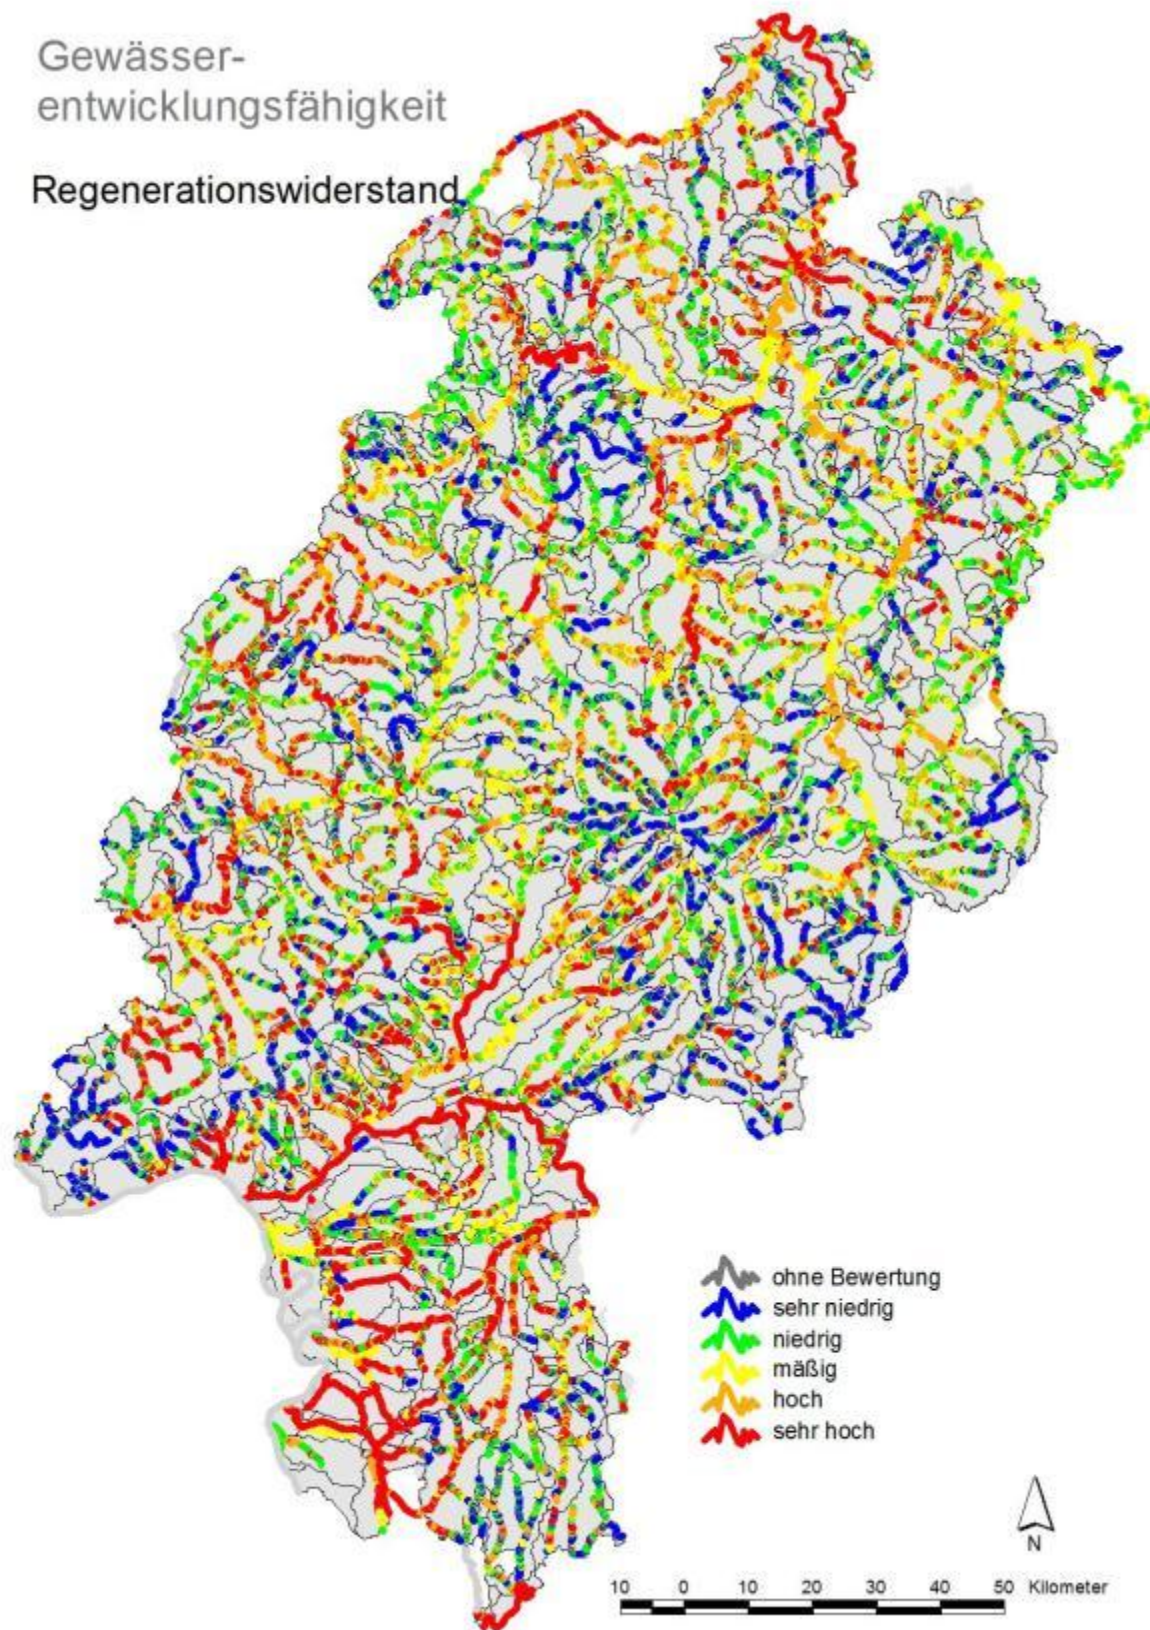 Gewässer-
entwicklungsfähigkeit
Regenerationswiderstand
ohne Bewertung
sehr niedrig
niedrig
mäßig
hoch
sehr hoch
N
10 0 10 20 30 40 50 Kilometer